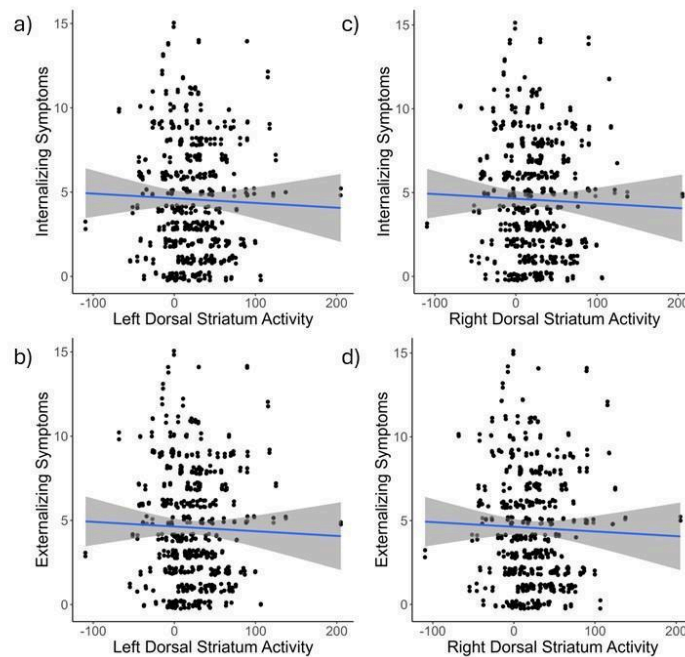 a)
Internalizing Symptoms
15
10
5
0
-100 0 100 200
Left Dorsal Striatum Activity
c)
Internalizing Symptoms
15
10
5
0
-100 0 100 200
Right Dorsal Striatum Activity
b)
Externalizing Symptoms
15
10
5
0
-100 0 100 200
Left Dorsal Striatum Activity
d)
Externalizing Symptoms
15
10
5
0
-100 0 100 200
Right Dorsal Striatum Activity